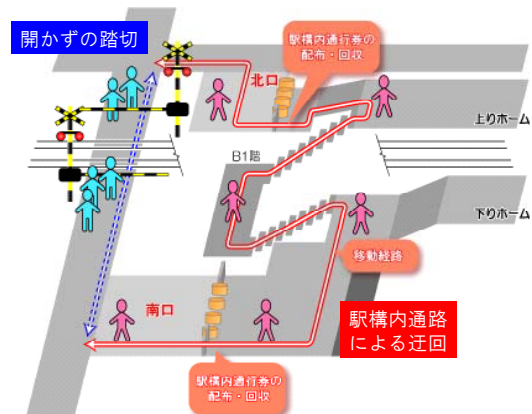 開かずの踏切
駅構内通行券の
配布・回収
北口
上りホーム
B1階
下りホーム
移動経路
南口
駅構内通路
による迂回
駅構内通行券の
配布・回収